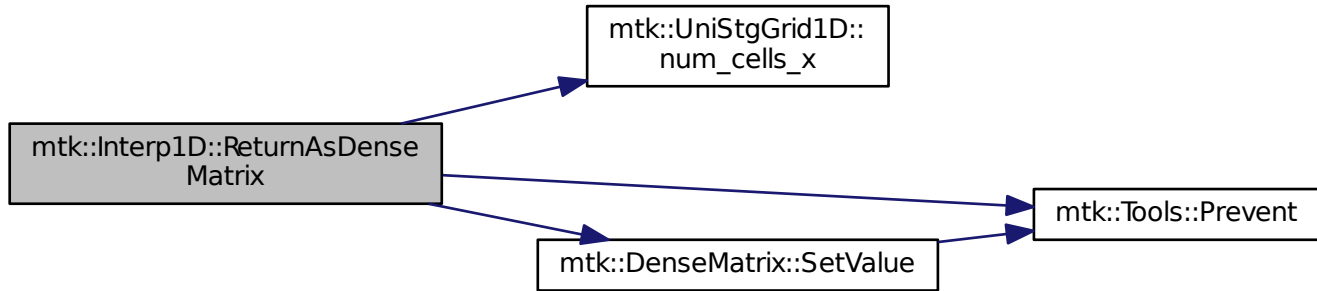 mtk::UniStgGrid1D::
num_cells_x
mtk::Interp1D::ReturnAsDense
Matrix
mtk::Tools::Prevent
mtk::DenseMatrix::SetValue